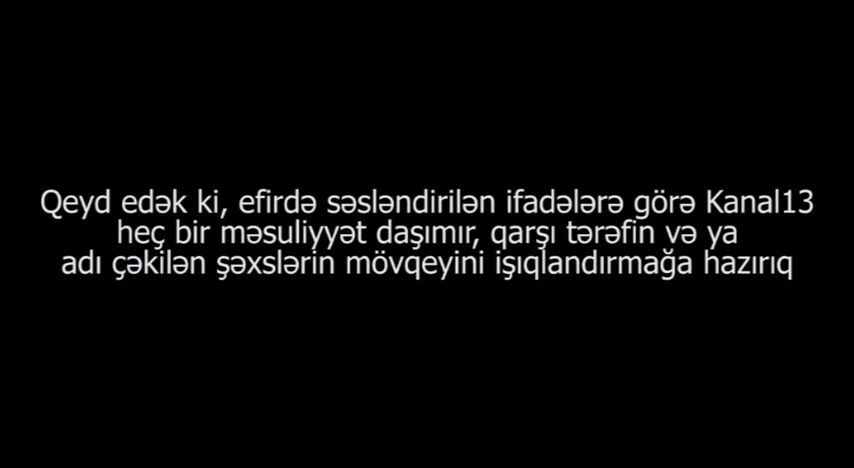 Qeyd edək ki, efirdə səsləndirilən ifadələrə görə Kanal13
heç bir məsuliyyət daşımır, qarşı tərəfin və ya
adı çəkilən şəxslərin mövqeyini işıqlandırmağa hazırıq